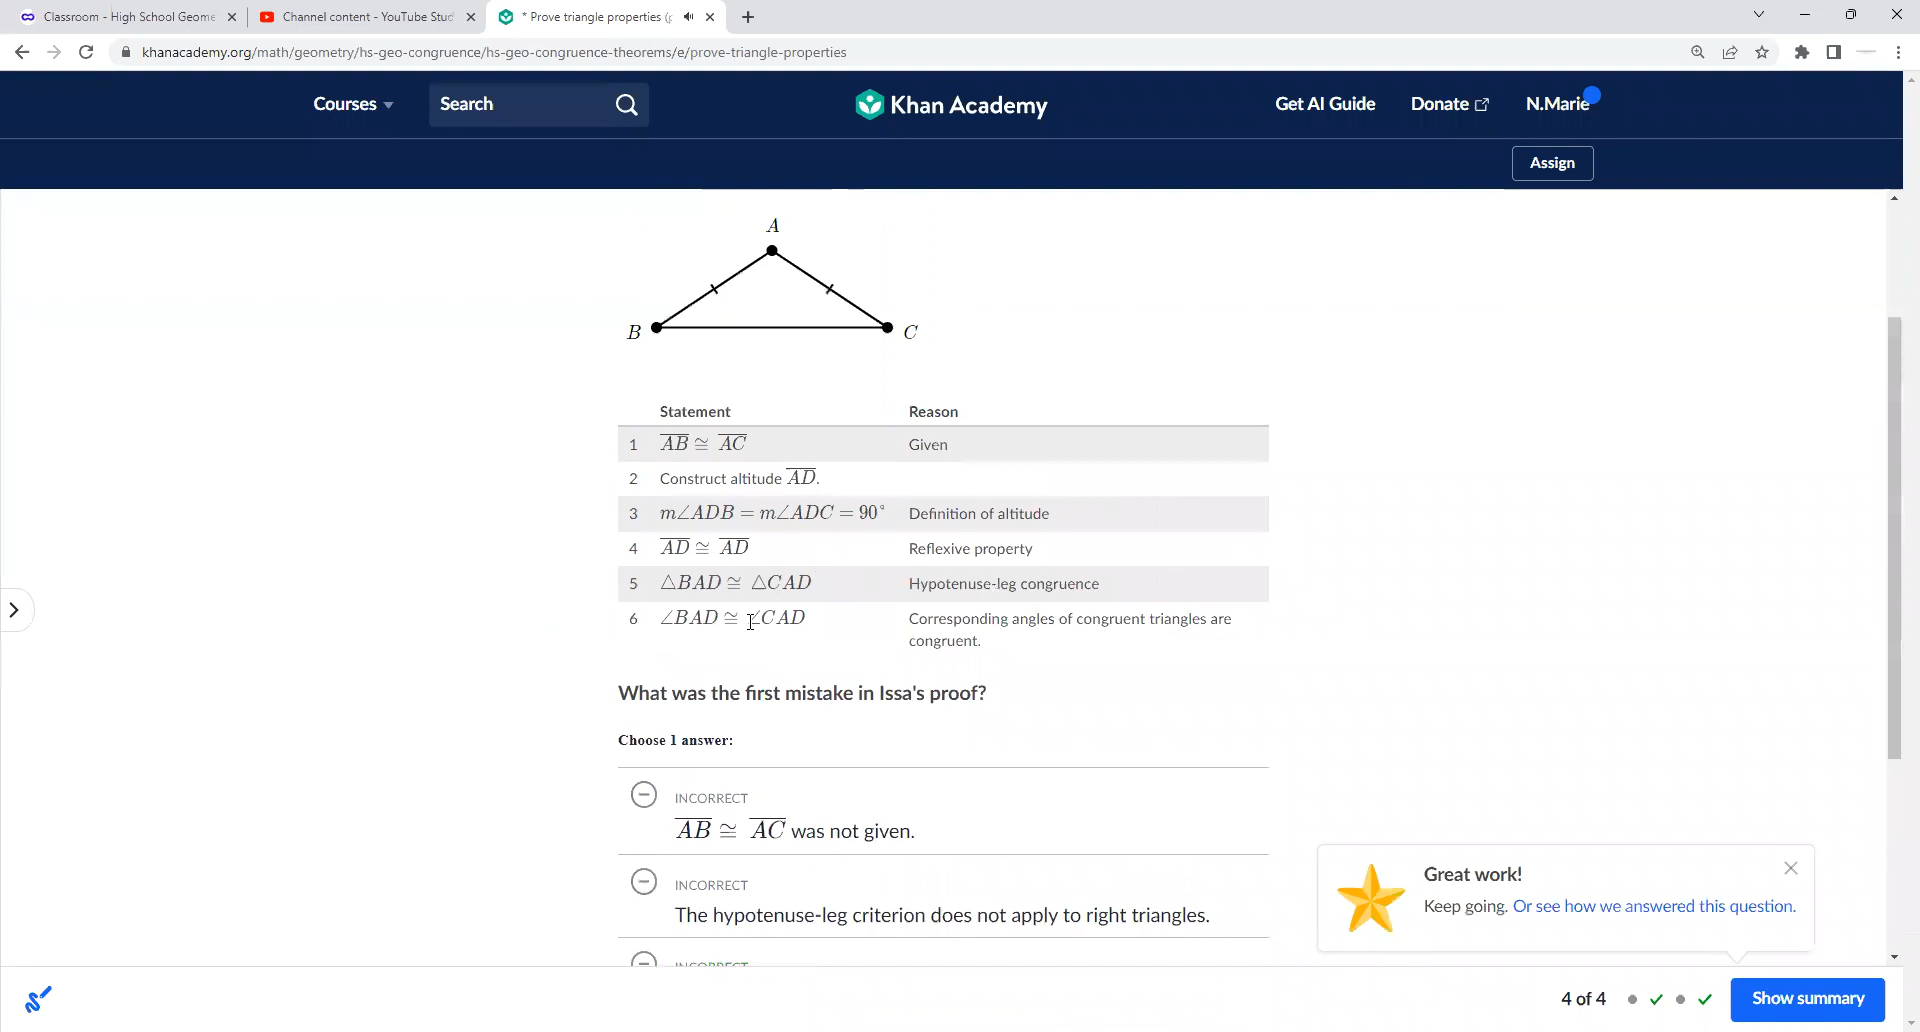 Classroom - High School Geome
Channel content - YouTube Stud
* Prove triangle properties (p
khanacademy.org/math/geometry/hs-geo-congruence/hs-geo-congruence-theorems/e/prove-triangle-properties
Courses
Search
Khan Academy
Get AI Guide
Donate
N.Marie
Assign
A
B
C
Statement Reason
1 AB ≅ AC Given
2 Construct altitude AD.
3 m∠ADB = m∠ADC = 90° Definition of altitude
4 AD ≅ AD Reflexive property
5 △BAD ≅ △CAD Hypotenuse-leg congruence
6 ∠BAD ≅ ∠CAD Corresponding angles of congruent triangles are
congruent.
What was the first mistake in Issa's proof?
Choose 1 answer:
INCORRECT
AB ≅ AC was not given.
INCORRECT
The hypotenuse-leg criterion does not apply to right triangles.
Great work!
Keep going. Or see how we answered this question.
4 of 4
Show summary